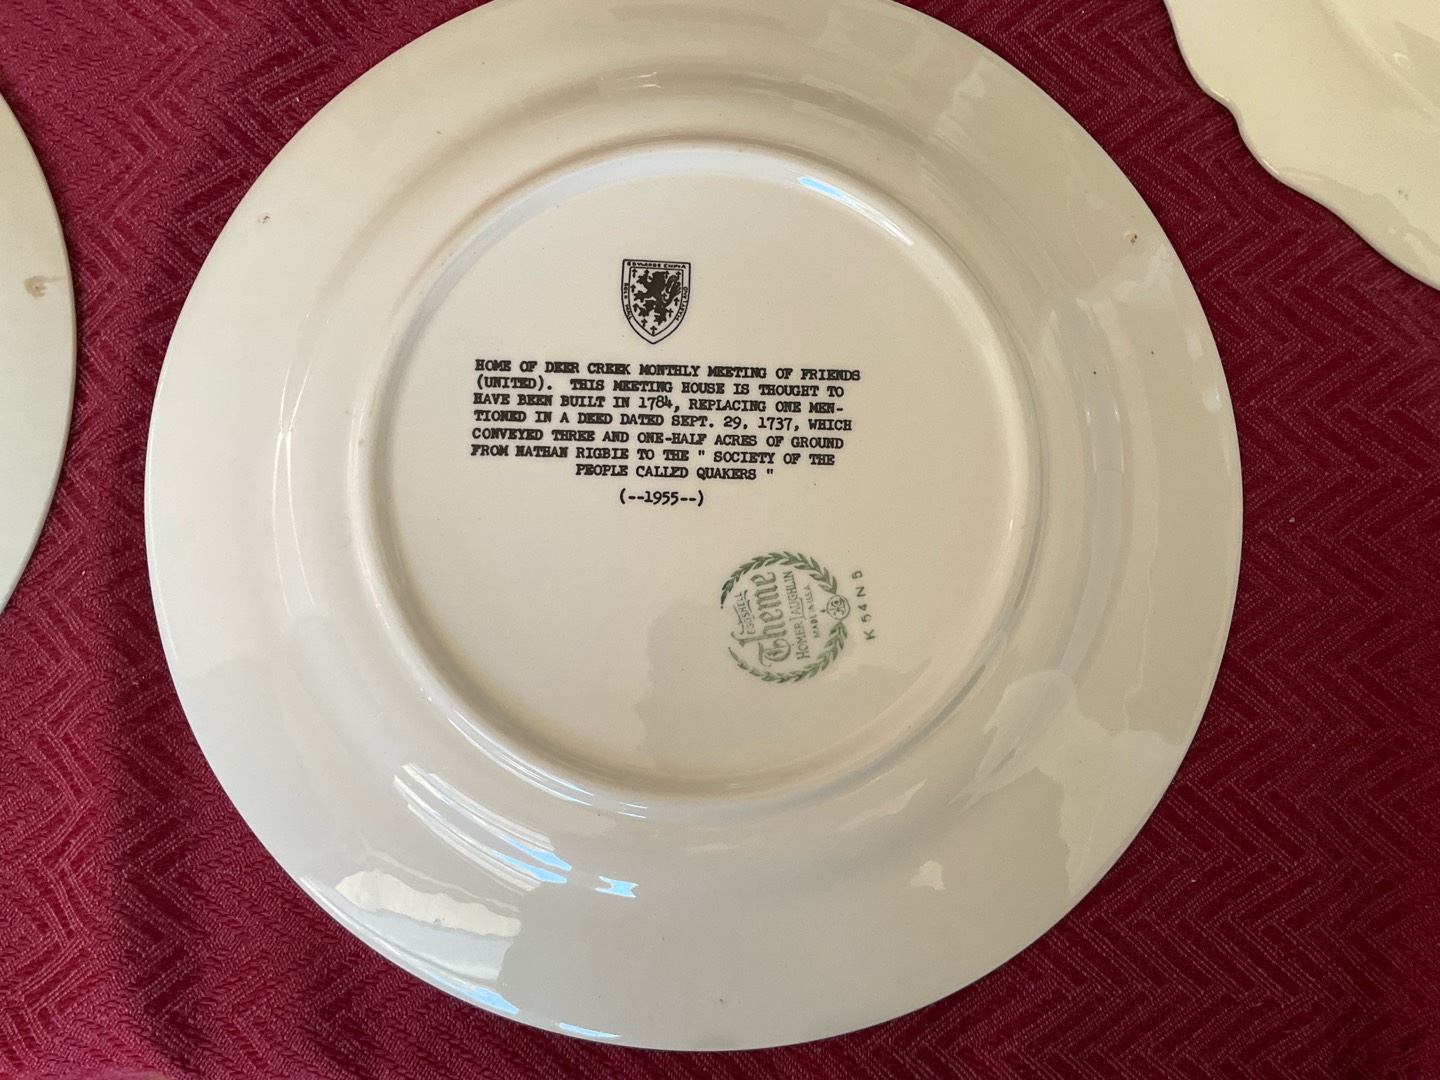 EDWARDS CHINA
ROCK RUN,
MARYLAND
HOME OF DEER CREEK MONTHLY MEETING OF FRIENDS
(UNITED). THIS MEETING HOUSE IS THOUGHT TO
HAVE BEEN BUILT IN 1784, REPLACING ONE MEN-
TIONED IN A DEED DATED SEPT. 29, 1737, WHICH
CONVEYED THREE AND ONE-HALF ACRES OF GROUND
FROM NATHAN RIGBIE TO THE " SOCIETY OF THE
PEOPLE CALLED QUAKERS "
(--1955--)
EGGSHELL
Theme
HOMER LAUGHLIN
MADE IN U.S.A.
K 54 N 5